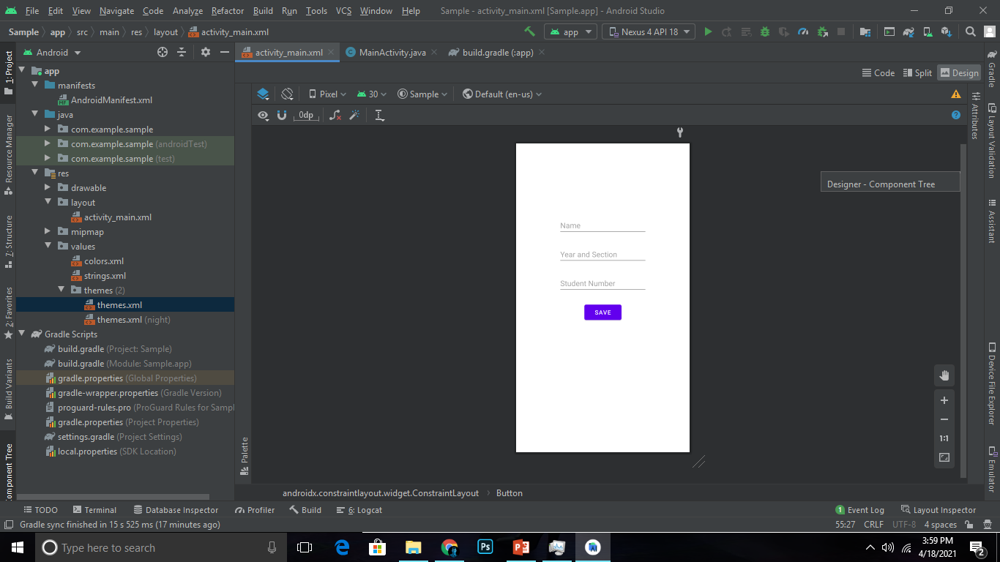 File Edit View Navigate Code Analyze Refactor Build Run Tools VCS Window Help Sample - activity_main.xml [Sample.app] - Android Studio
Sample app src main res layout activity_main.xml app Nexus 4 API 18
Android activity_main.xml MainActivity.java build.gradle (:app)
Code Split Design
Pixel 30 Sample Default (en-us)
0dp
1: Project
Resource Manager
7: Structure
2: Favorites
Build Variants
omponent Tree
app
manifests
AndroidManifest.xml
MF
java
com.example.sample
com.example.sample (androidTest)
com.example.sample (test)
res
drawable
layout
activity_main.xml
mipmap
values
colors.xml
strings.xml
themes (2)
themes.xml
themes.xml (night)
Gradle Scripts
build.gradle (Project: Sample)
build.gradle (Module: Sample.app)
gradle.properties (Global Properties)
gradle-wrapper.properties (Gradle Version)
proguard-rules.pro (ProGuard Rules for Sampl
gradle.properties (Project Properties)
settings.gradle (Project Settings)
local.properties (SDK Location)
Palette
Name
Year and Section
Student Number
SAVE
Designer - Component Tree
1:1
Attributes
Gradle
Layout Validation
Assistant
Device File Explorer
Emulator
androidx.constraintlayout.widget.ConstraintLayout Button
TODO Terminal Database Inspector Profiler Build 6: Logcat 1 Event Log Layout Inspector
Gradle sync finished in 15 s 525 ms (17 minutes ago) 55:27 CRLF UTF-8 4 spaces
Type here to search Ps 3:59 PM
4/18/2021 2